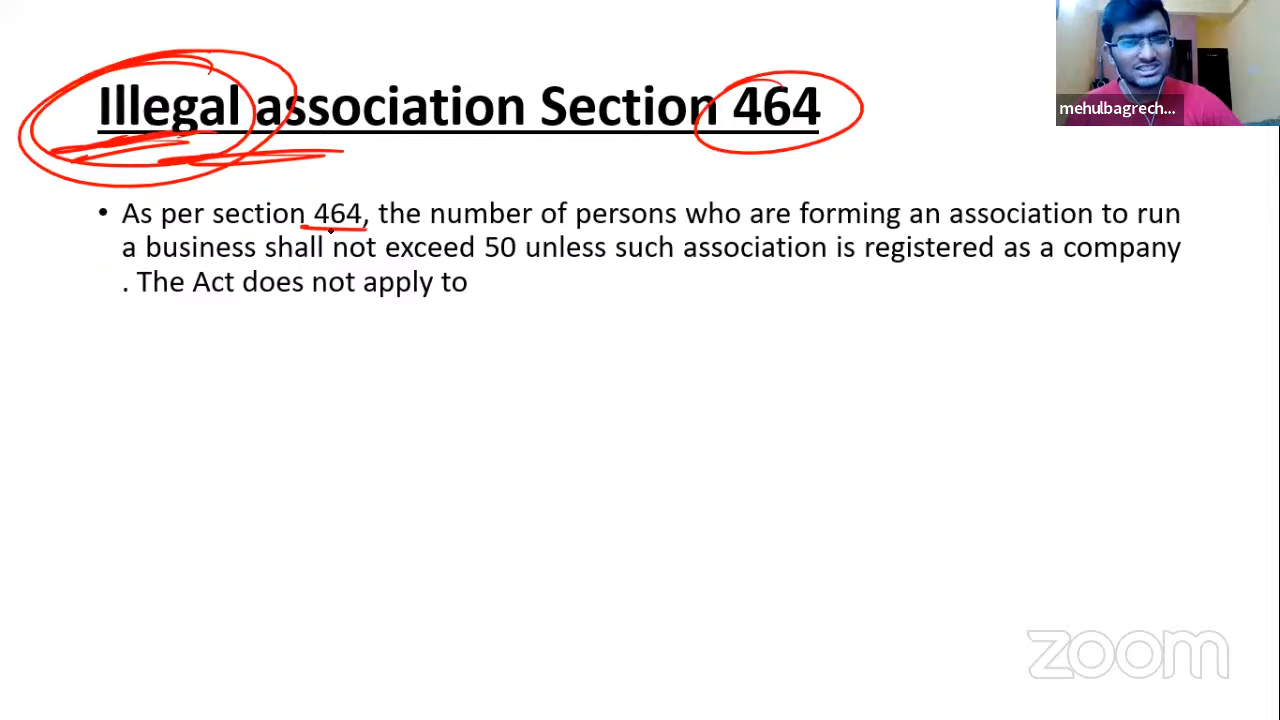 Illegal association Section 464
mehulbagrech...
• As per section 464, the number of persons who are forming an association to run
a business shall not exceed 50 unless such association is registered as a company
. The Act does not apply to
zoom